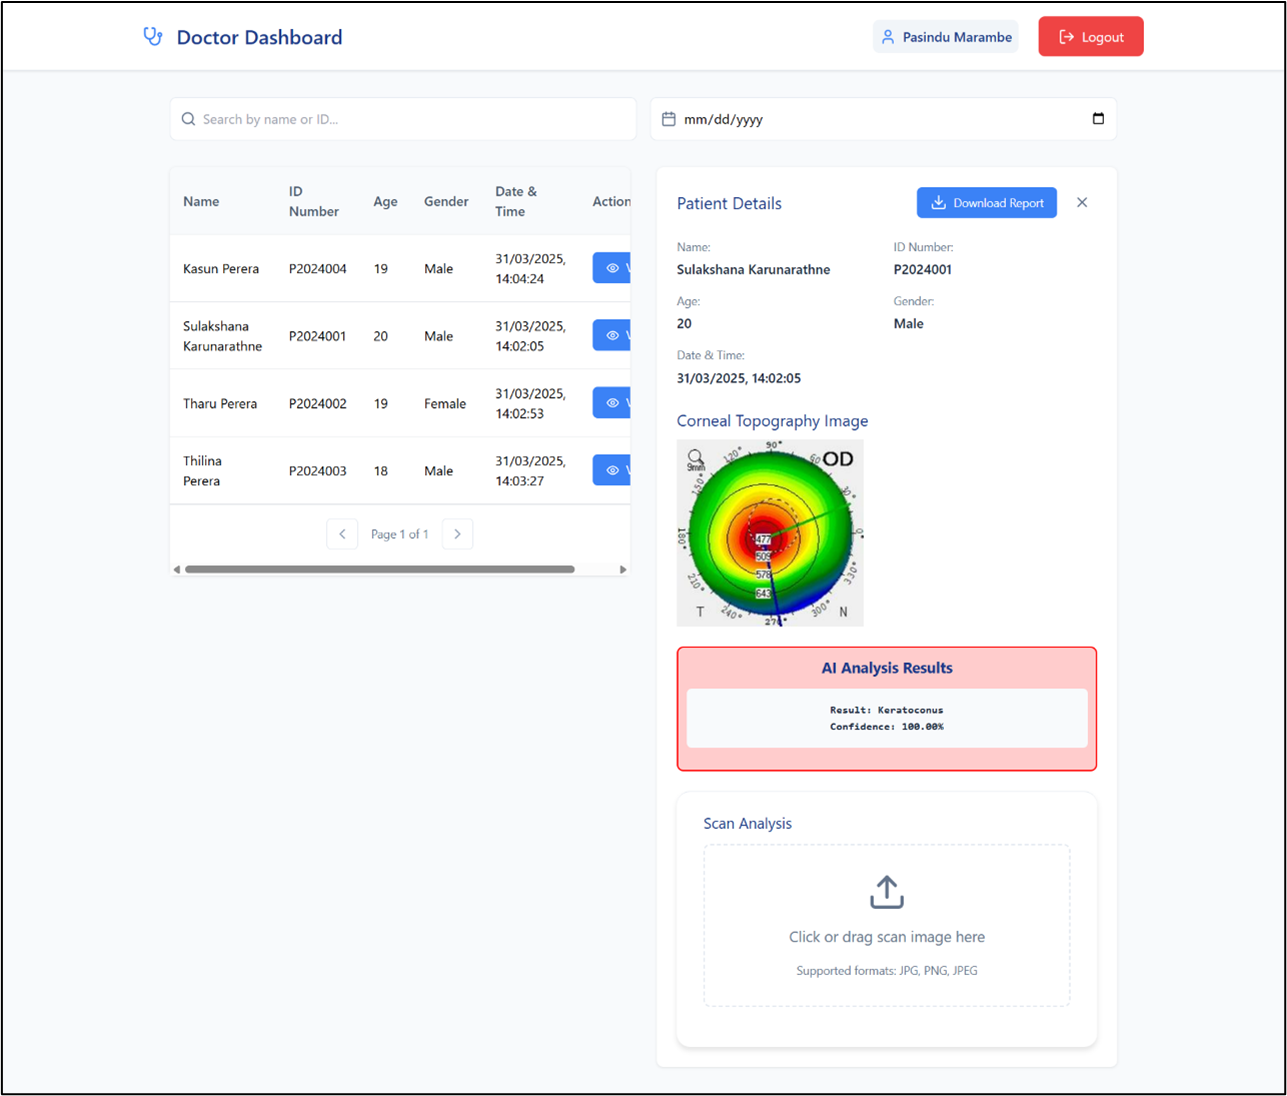 Doctor Dashboard
Pasindu Marambe
Logout
Search by name or ID...
mm/dd/yyyy
Name
ID
Number
Age
Gender
Date &
Time
Action
Kasun Perera
P2024004
19
Male
31/03/2025,
14:04:24
Sulakshana
Karunarathne
P2024001
20
Male
31/03/2025,
14:02:05
Tharu Perera
P2024002
19
Female
31/03/2025,
14:02:53
Thilina
Perera
P2024003
18
Male
31/03/2025,
14:03:27
Page 1 of 1
Patient Details
Download Report
Name:
Sulakshana Karunarathne
ID Number:
P2024001
Age:
20
Gender:
Male
Date & Time:
31/03/2025, 14:02:05
Corneal Topography Image
9mm
OD
90°
120°
60
150°
30°
180°
0°
477
509
578
643
210°
330°
240°
300°
270°
T
N
AI Analysis Results
Result: Keratoconus
Confidence: 100.00%
Scan Analysis
Click or drag scan image here
Supported formats: JPG, PNG, JPEG